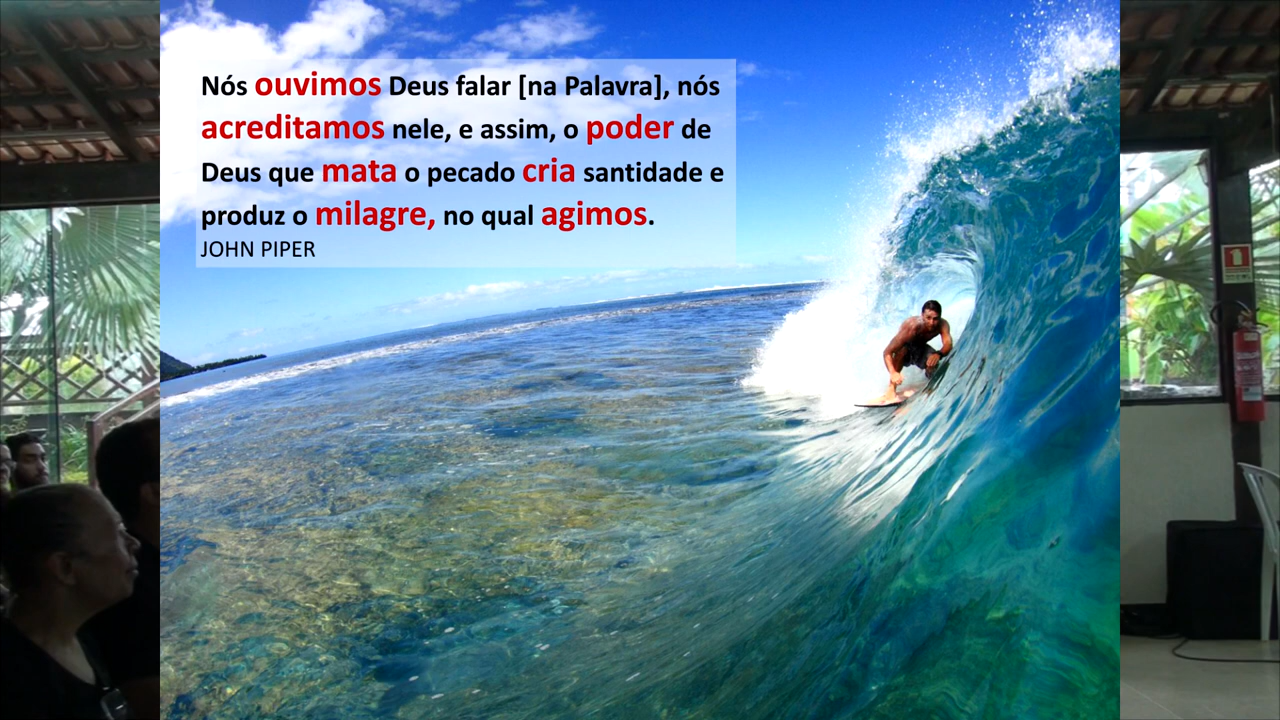 Nós ouvimos Deus falar [na Palavra], nós
acreditamos nele, e assim, o poder de
Deus que mata o pecado cria santidade e
produz o milagre, no qual agimos.
JOHN PIPER